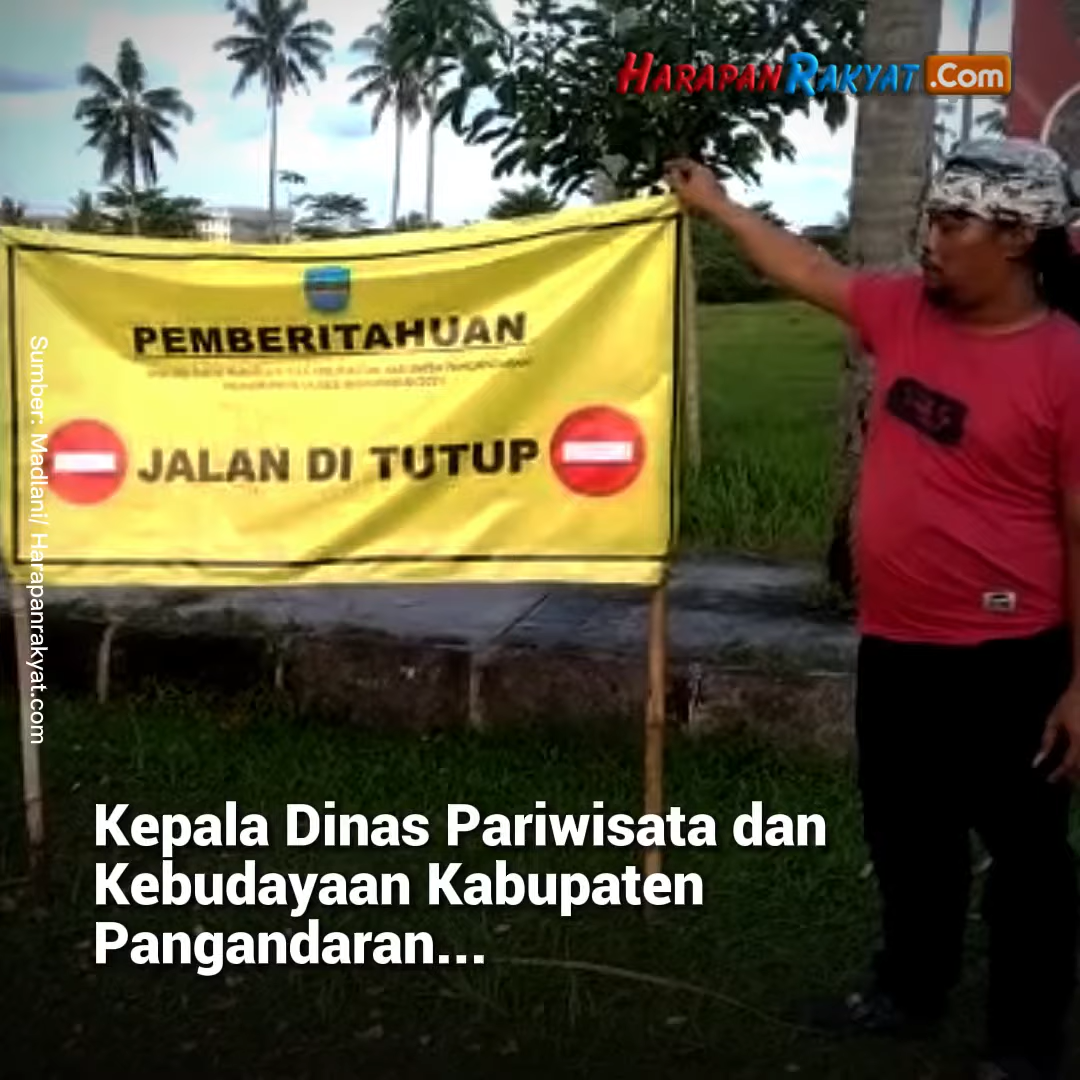 HARAPANRAKYAT.Com
PEMBERITAHUAN
JALAN DI TUTUP
Sumber: Madlani/ Harapanrakyat.com
Kepala Dinas Pariwisata dan
Kebudayaan Kabupaten
Pangandaran...